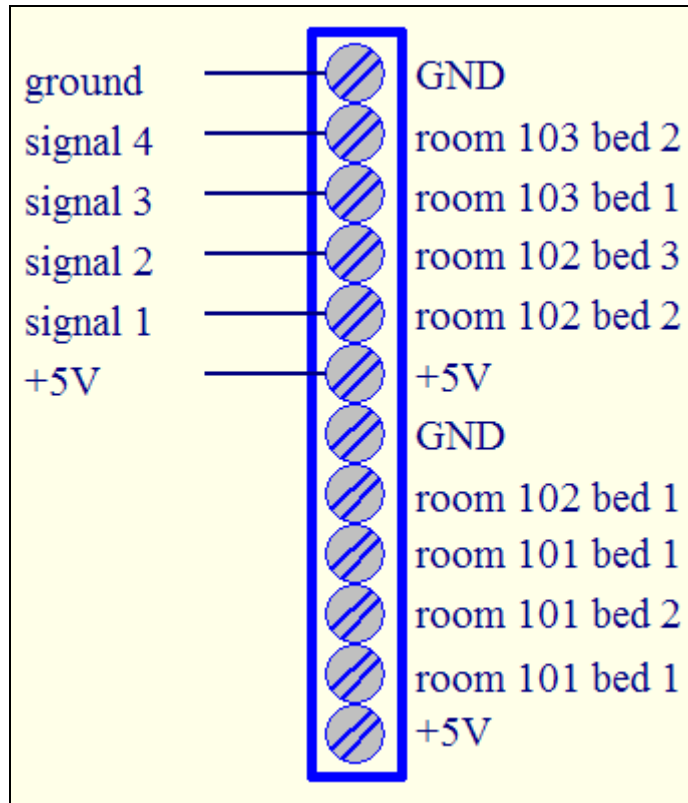 ground GND
signal 4 room 103 bed 2
signal 3 room 103 bed 1
signal 2 room 102 bed 3
signal 1 room 102 bed 2
+5V +5V
GND
room 102 bed 1
room 101 bed 1
room 101 bed 2
room 101 bed 1
+5V